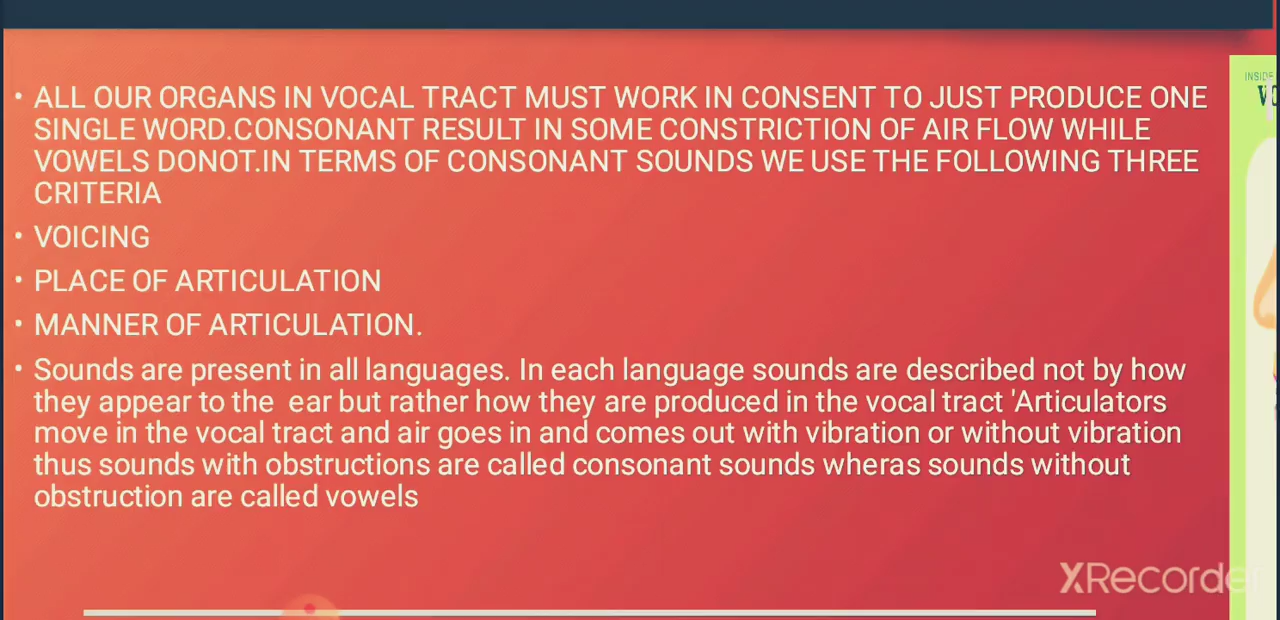 • ALL OUR ORGANS IN VOCAL TRACT MUST WORK IN CONSENT TO JUST PRODUCE ONE
SINGLE WORD.CONSONANT RESULT IN SOME CONSTRICTION OF AIR FLOW WHILE
VOWELS DONOT.IN TERMS OF CONSONANT SOUNDS WE USE THE FOLLOWING THREE
CRITERIA
• VOICING
• PLACE OF ARTICULATION
• MANNER OF ARTICULATION.
• Sounds are present in all languages. In each language sounds are described not by how
they appear to the ear but rather how they are produced in the vocal tract 'Articulators
move in the vocal tract and air goes in and comes out with vibration or without vibration
thus sounds with obstructions are called consonant sounds wheras sounds without
obstruction are called vowels
INSIDE
XRecorder